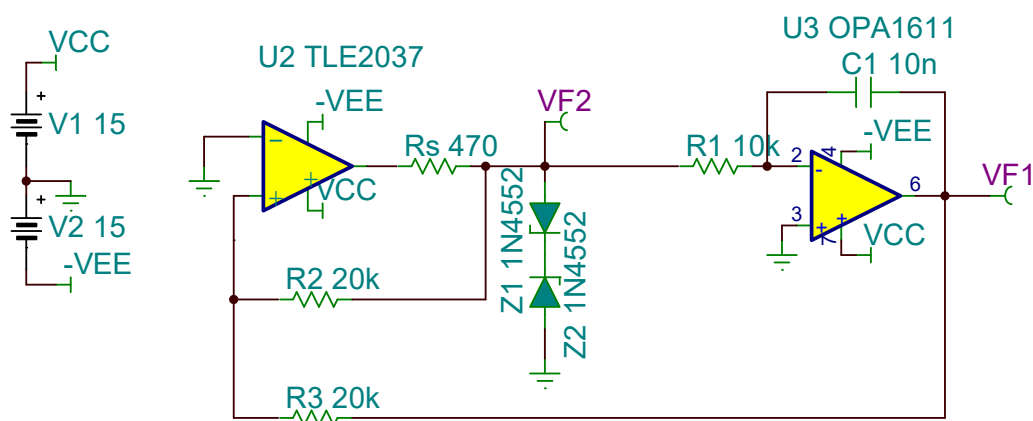 VCC
+
V1 15
+
V2 15
-VEE
U2 TLE2037
-VEE
−
+
+
VCC
Rs 470
R2 20k
R3 20k
VF2
Z1 1N4552
Z2 1N4552
R1 10k
U3 OPA1611
C1 10n
-VEE
2
4
-
3
+
+
7
6
VCC
VF1